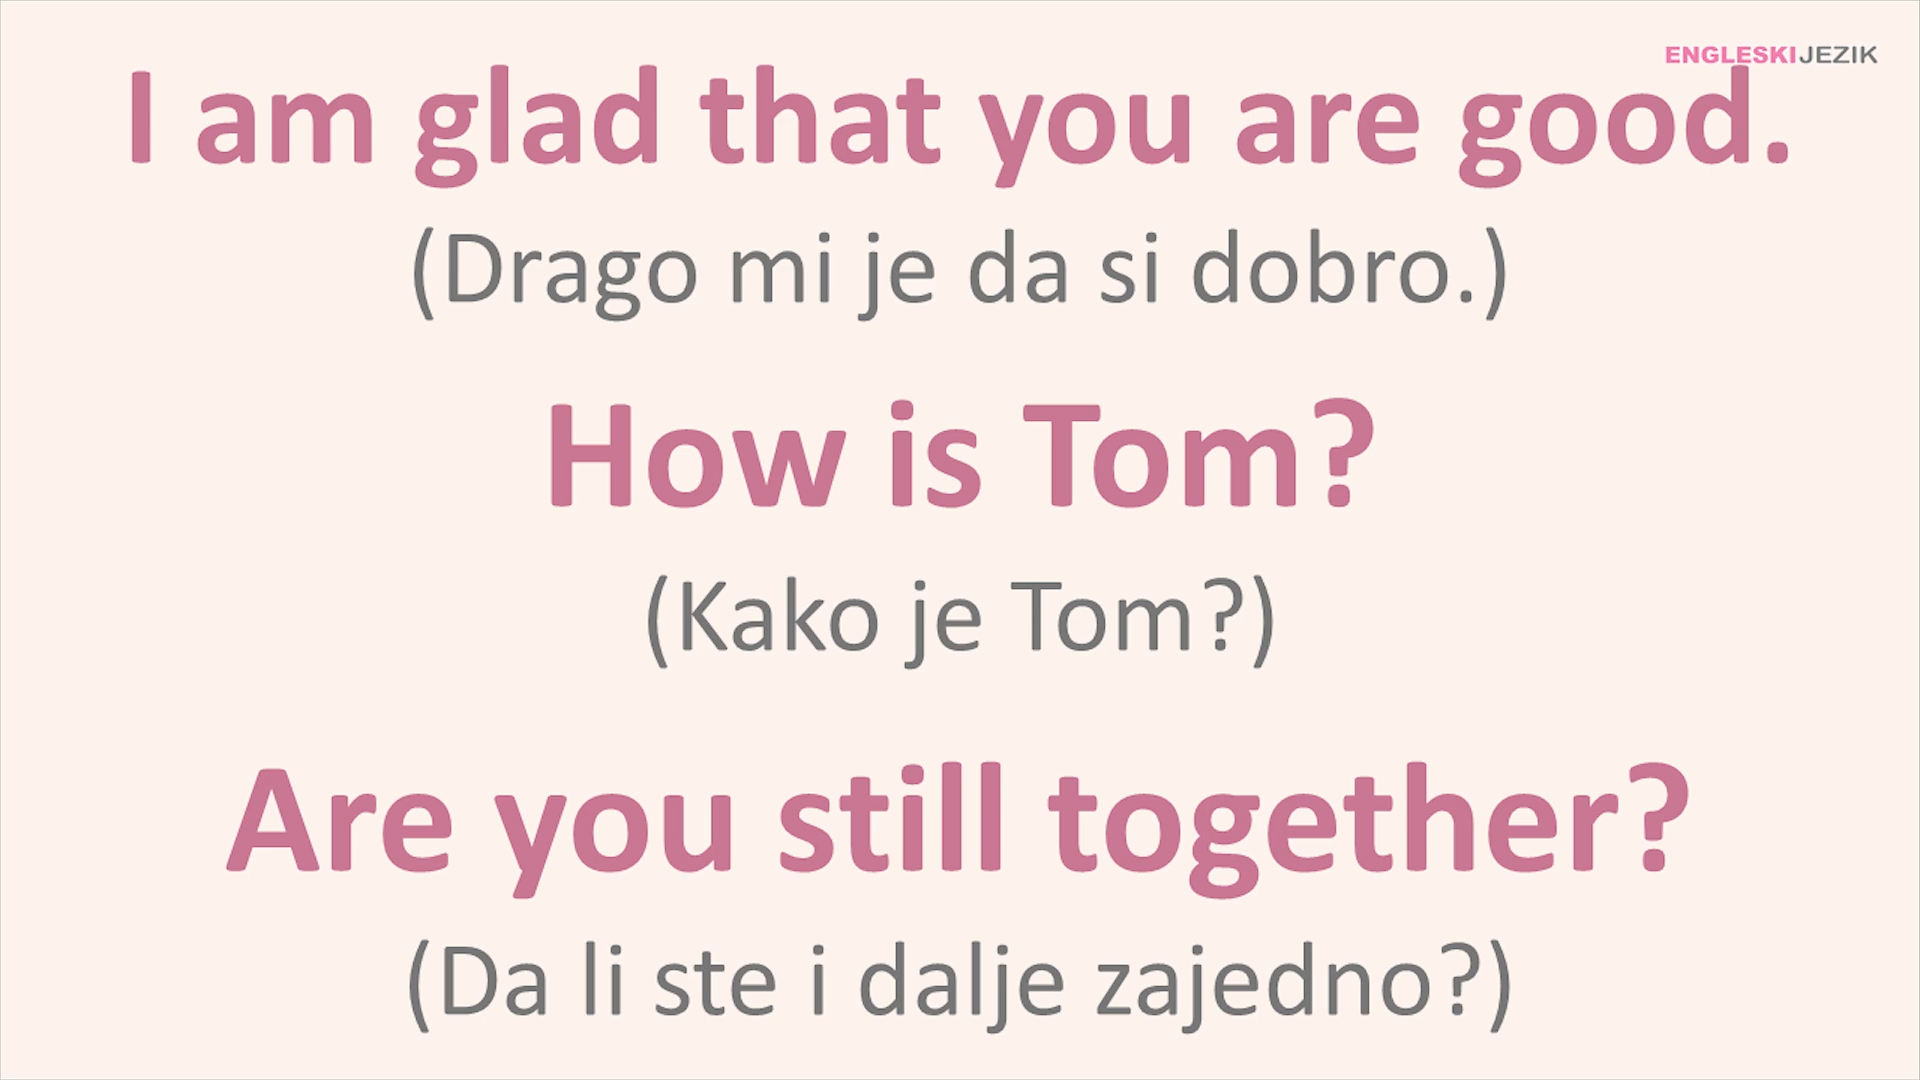 ENGLESKIJEZIK
I am glad that you are good.
(Drago mi je da si dobro.)
How is Tom?
(Kako je Tom?)
Are you still together?
(Da li ste i dalje zajedno?)